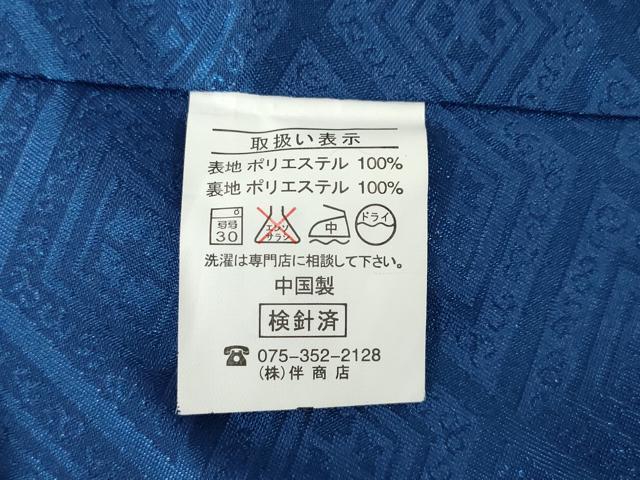 取扱い表示
表地 ポリエステル 100%
裏地 ポリエステル 100%
弱 30 エンソサラシ 中 ドライ
洗濯は専門店に相談して下さい。
中国製
検針済
☎ 075-352-2128
(株)伴商店